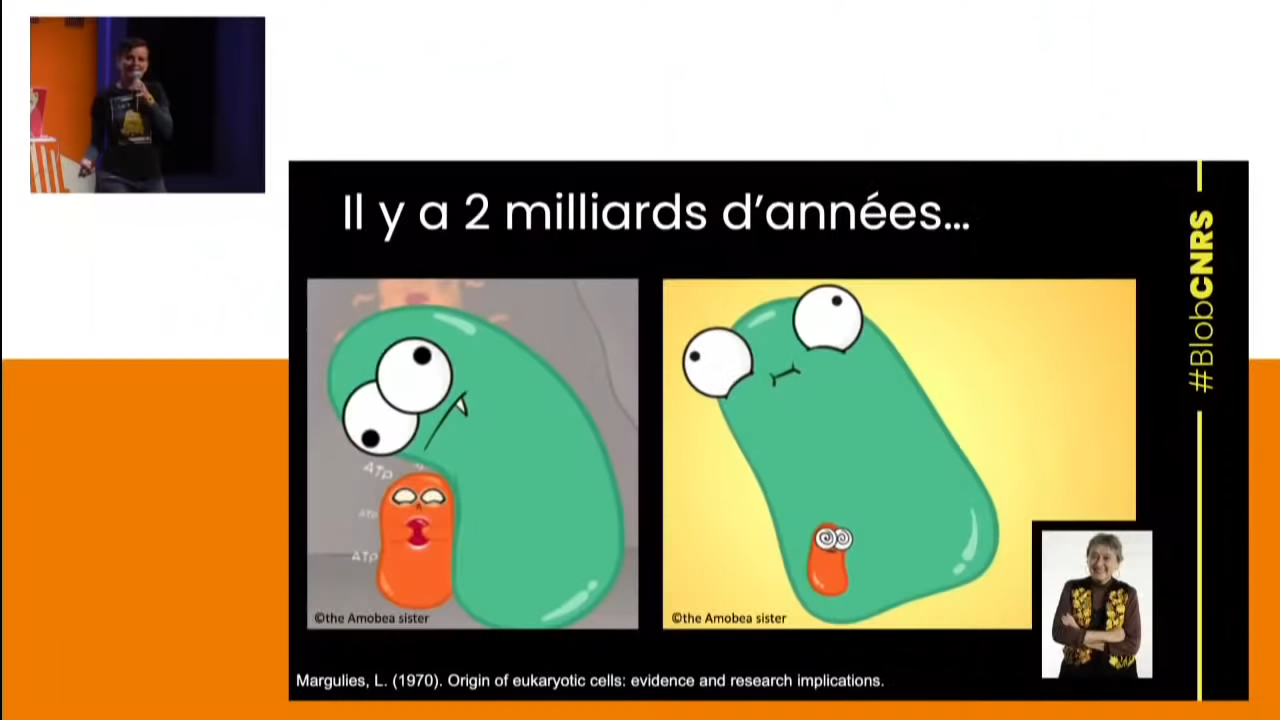 Il y a 2 milliards d’années...
#BlobCNRS
ATP
ATP
ATP
©the Amobea sister
©the Amobea sister
Margulies, L. (1970). Origin of eukaryotic cells: evidence and research implications.